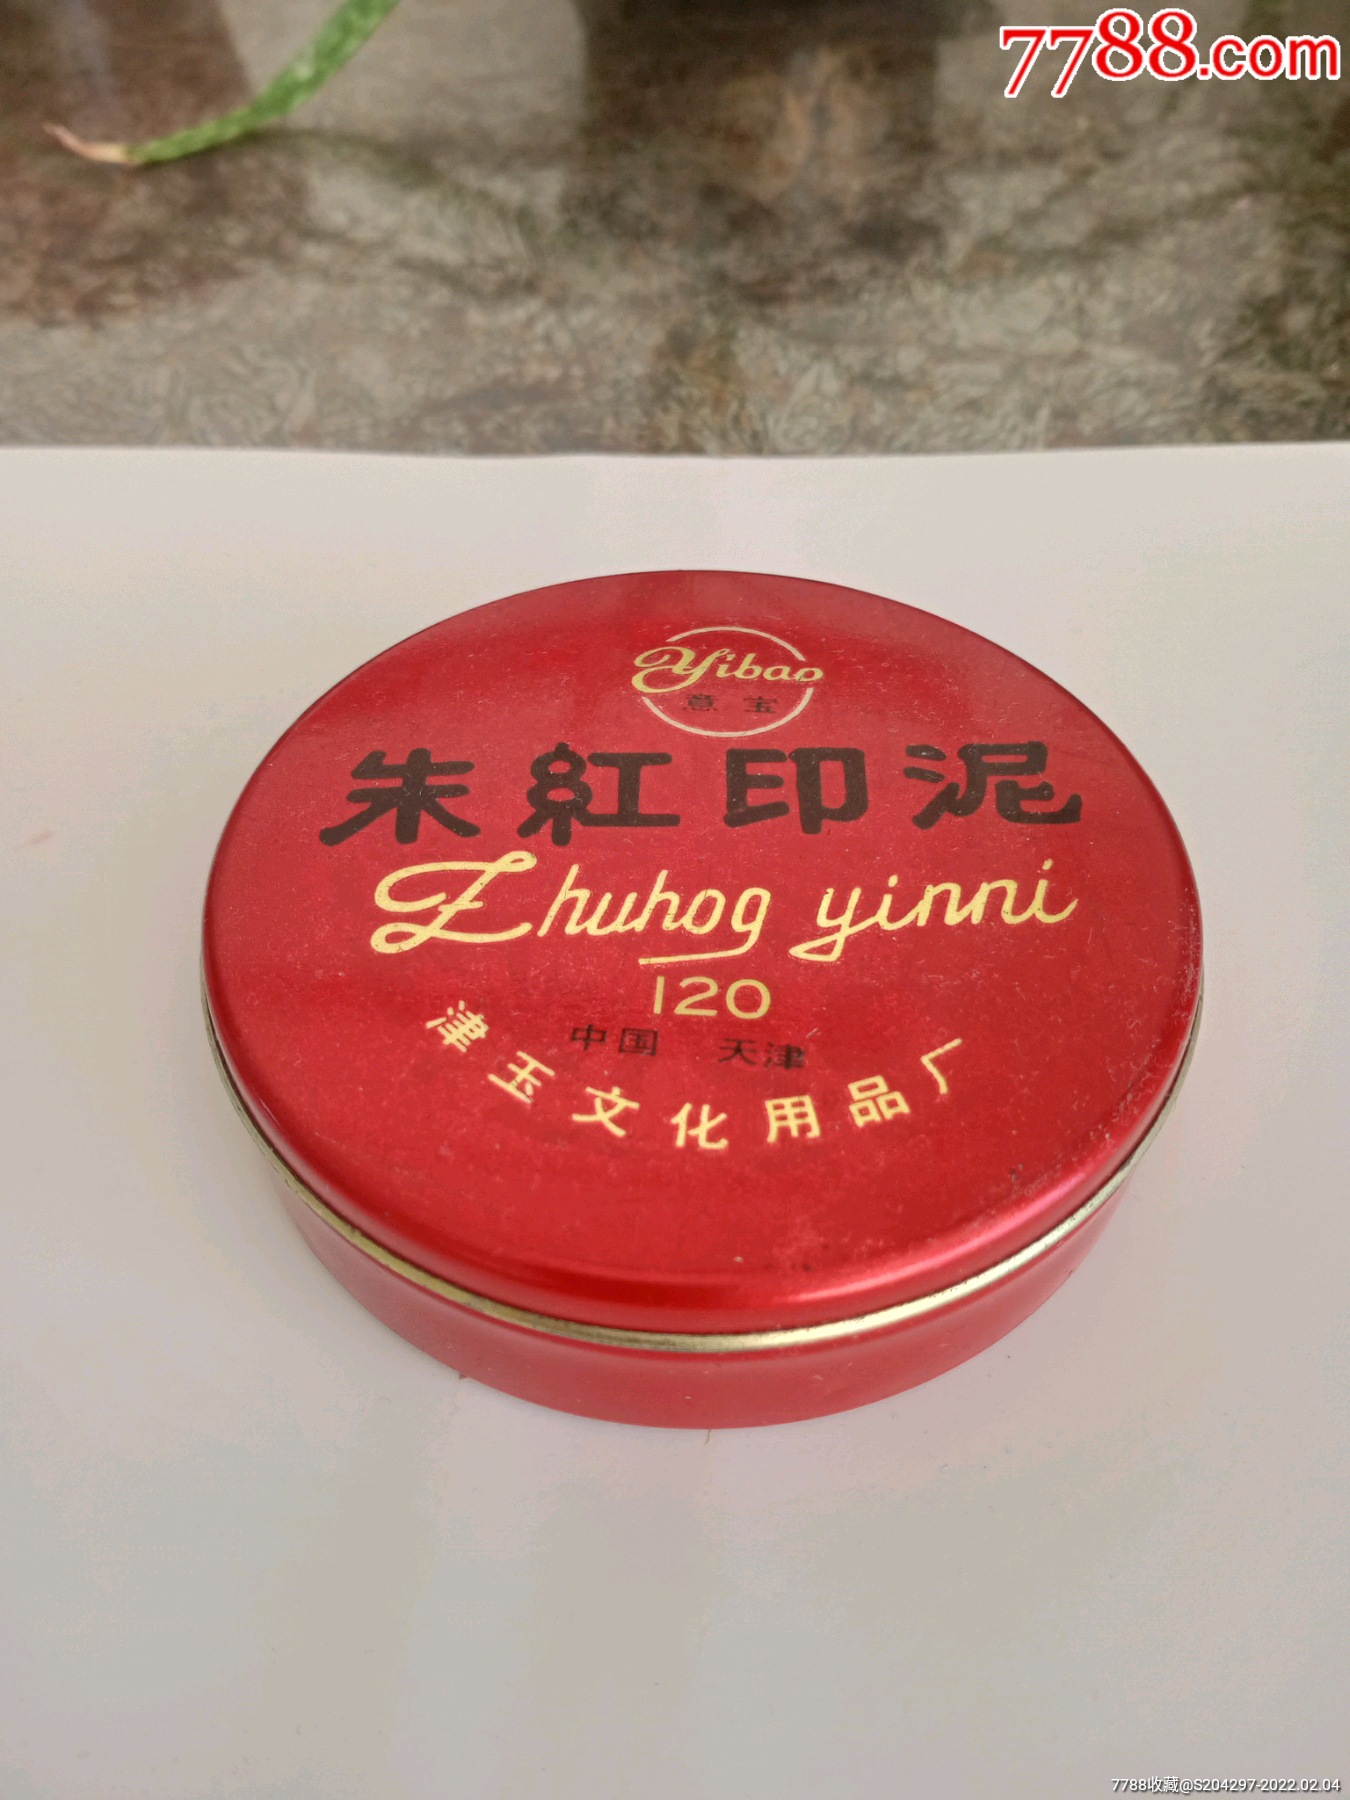 7788.com
Yibao
意宝
朱紅印泥
Zhuhog yinni
120
中国 天津
津玉文化用品厂
7788收藏@S204297-2022.02.04